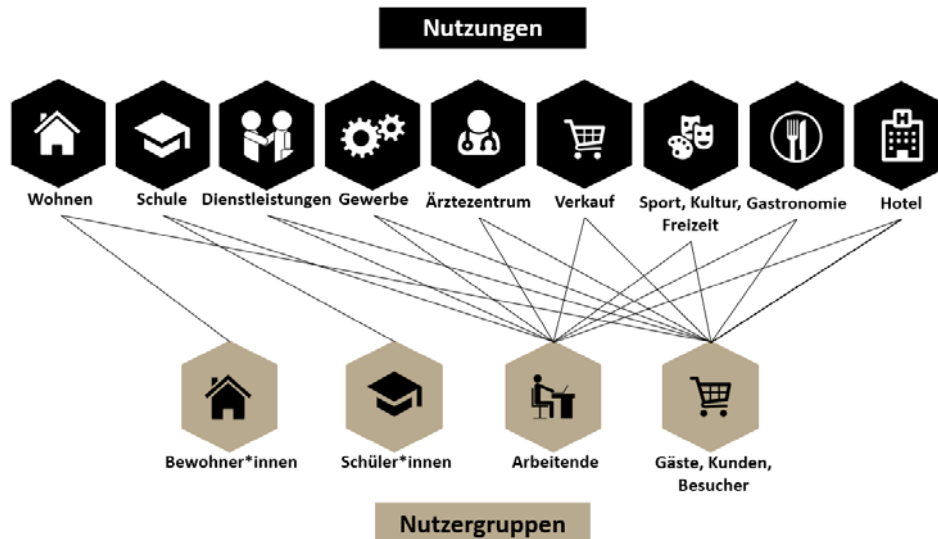 Nutzungen
H
Wohnen
Schule
Dienstleistungen
Gewerbe
Ärztezentrum
Verkauf
Sport, Kultur,
Freizeit
Gastronomie
Hotel
Bewohner*innen
Schüler*innen
Arbeitende
Gäste, Kunden,
Besucher
Nutzergruppen